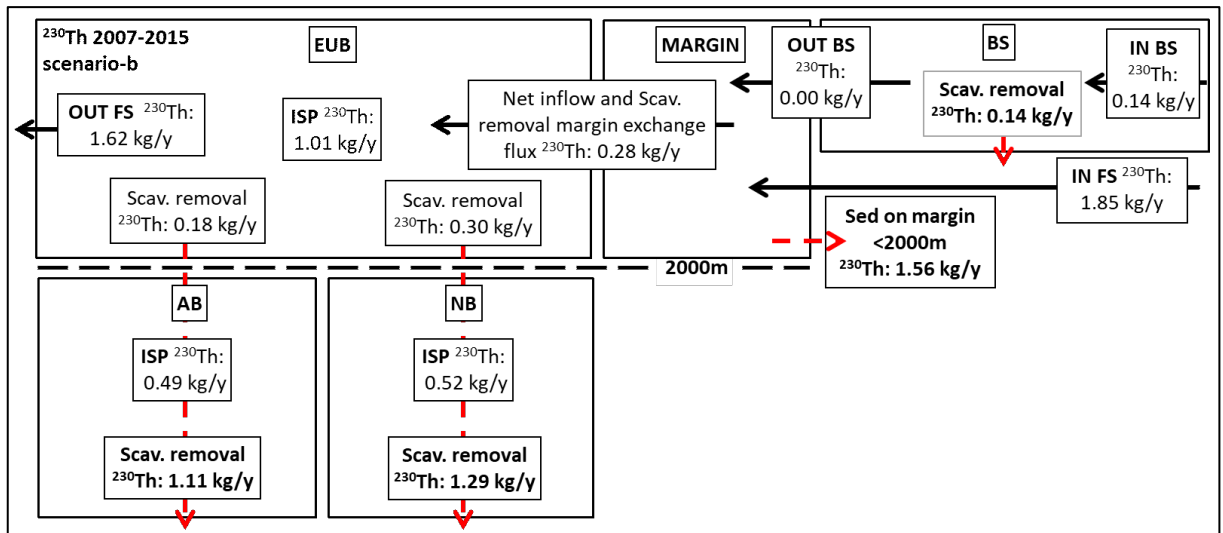 ²³⁰Th 2007-2015
scenario-b
EUB
MARGIN
OUT BS
²³⁰Th:
0.00 kg/y
BS
IN BS
²³⁰Th:
0.14 kg/y
Scav. removal
²³⁰Th: 0.14 kg/y
OUT FS ²³⁰Th:
1.62 kg/y
ISP ²³⁰Th:
1.01 kg/y
Net inflow and Scav.
removal margin exchange
flux ²³⁰Th: 0.28 kg/y
IN FS ²³⁰Th:
1.85 kg/y
Scav. removal
²³⁰Th: 0.18 kg/y
Scav. removal
²³⁰Th: 0.30 kg/y
Sed on margin
<2000m
²³⁰Th: 1.56 kg/y
2000m
AB
NB
ISP ²³⁰Th:
0.49 kg/y
ISP ²³⁰Th:
0.52 kg/y
Scav. removal
²³⁰Th: 1.11 kg/y
Scav. removal
²³⁰Th: 1.29 kg/y